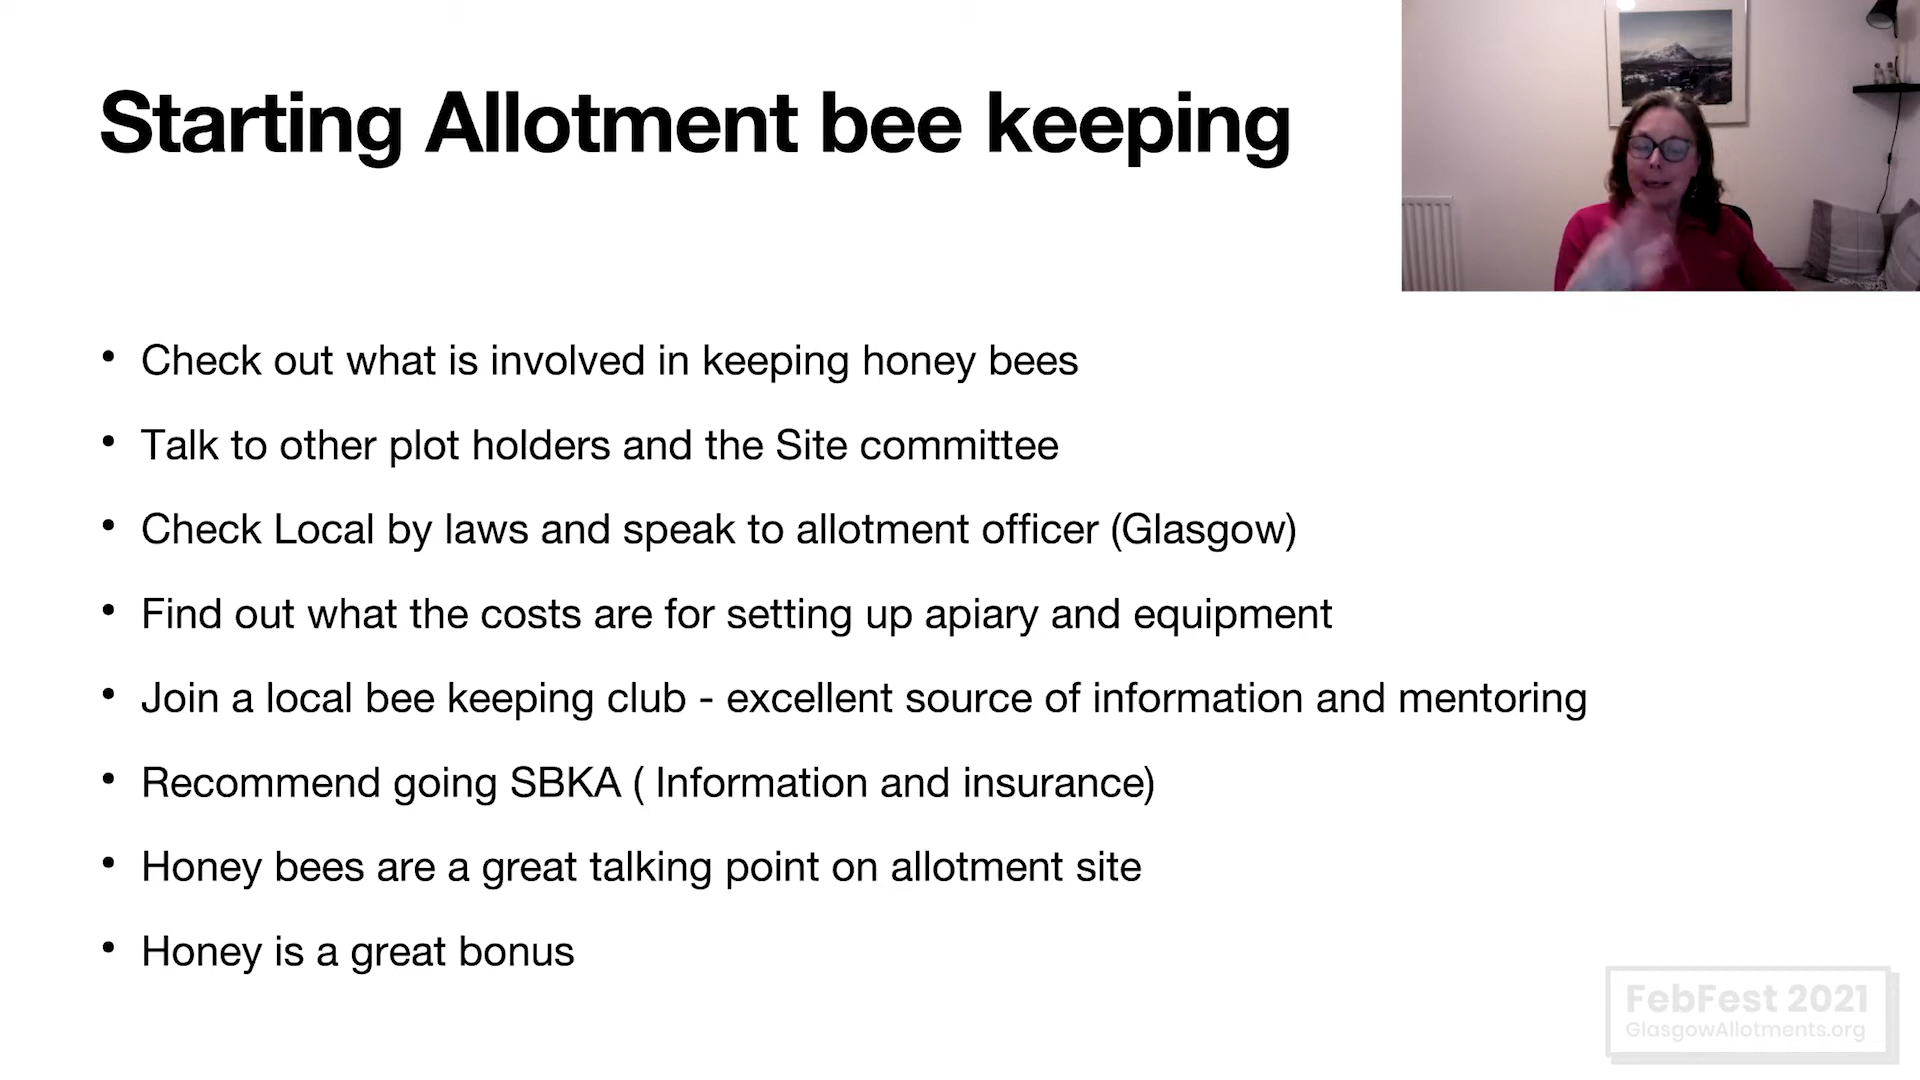 Starting Allotment bee keeping
• Check out what is involved in keeping honey bees
• Talk to other plot holders and the Site committee
• Check Local by laws and speak to allotment officer (Glasgow)
• Find out what the costs are for setting up apiary and equipment
• Join a local bee keeping club - excellent source of information and mentoring
• Recommend going SBKA ( Information and insurance)
• Honey bees are a great talking point on allotment site
• Honey is a great bonus
FebFest 2021
GlasgowAllotments.org